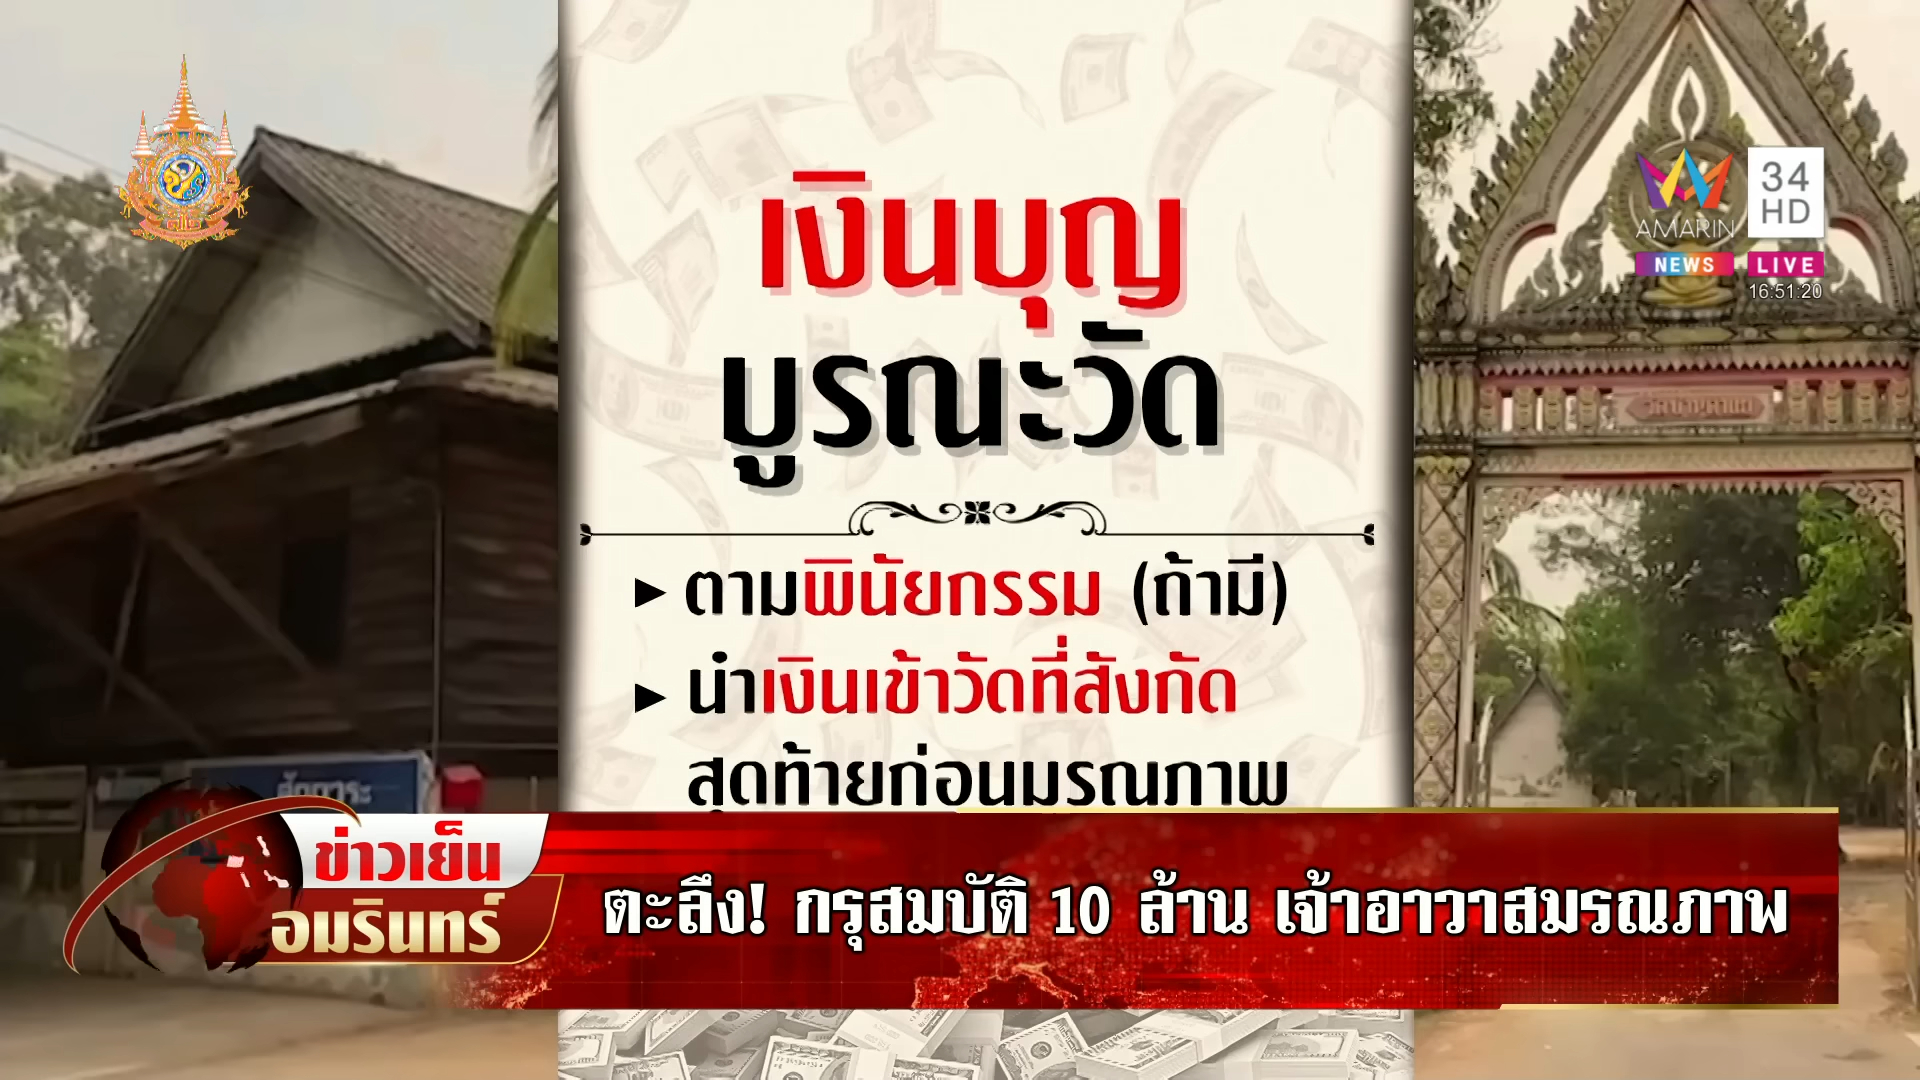 เงินบุญ
บูรณะวัด
ตามพินัยกรรม (ถ้ามี)
นำเงินเข้าวัดที่สังกัด
สุดท้ายก่อนมรณภาพ
AMARIN
34
HD
NEWS
LIVE
16:51:20
ข่าวเย็น
อมรินทร์
ตะลึง! กรุสมบัติ 10 ล้าน เจ้าอาวาสมรณภาพ